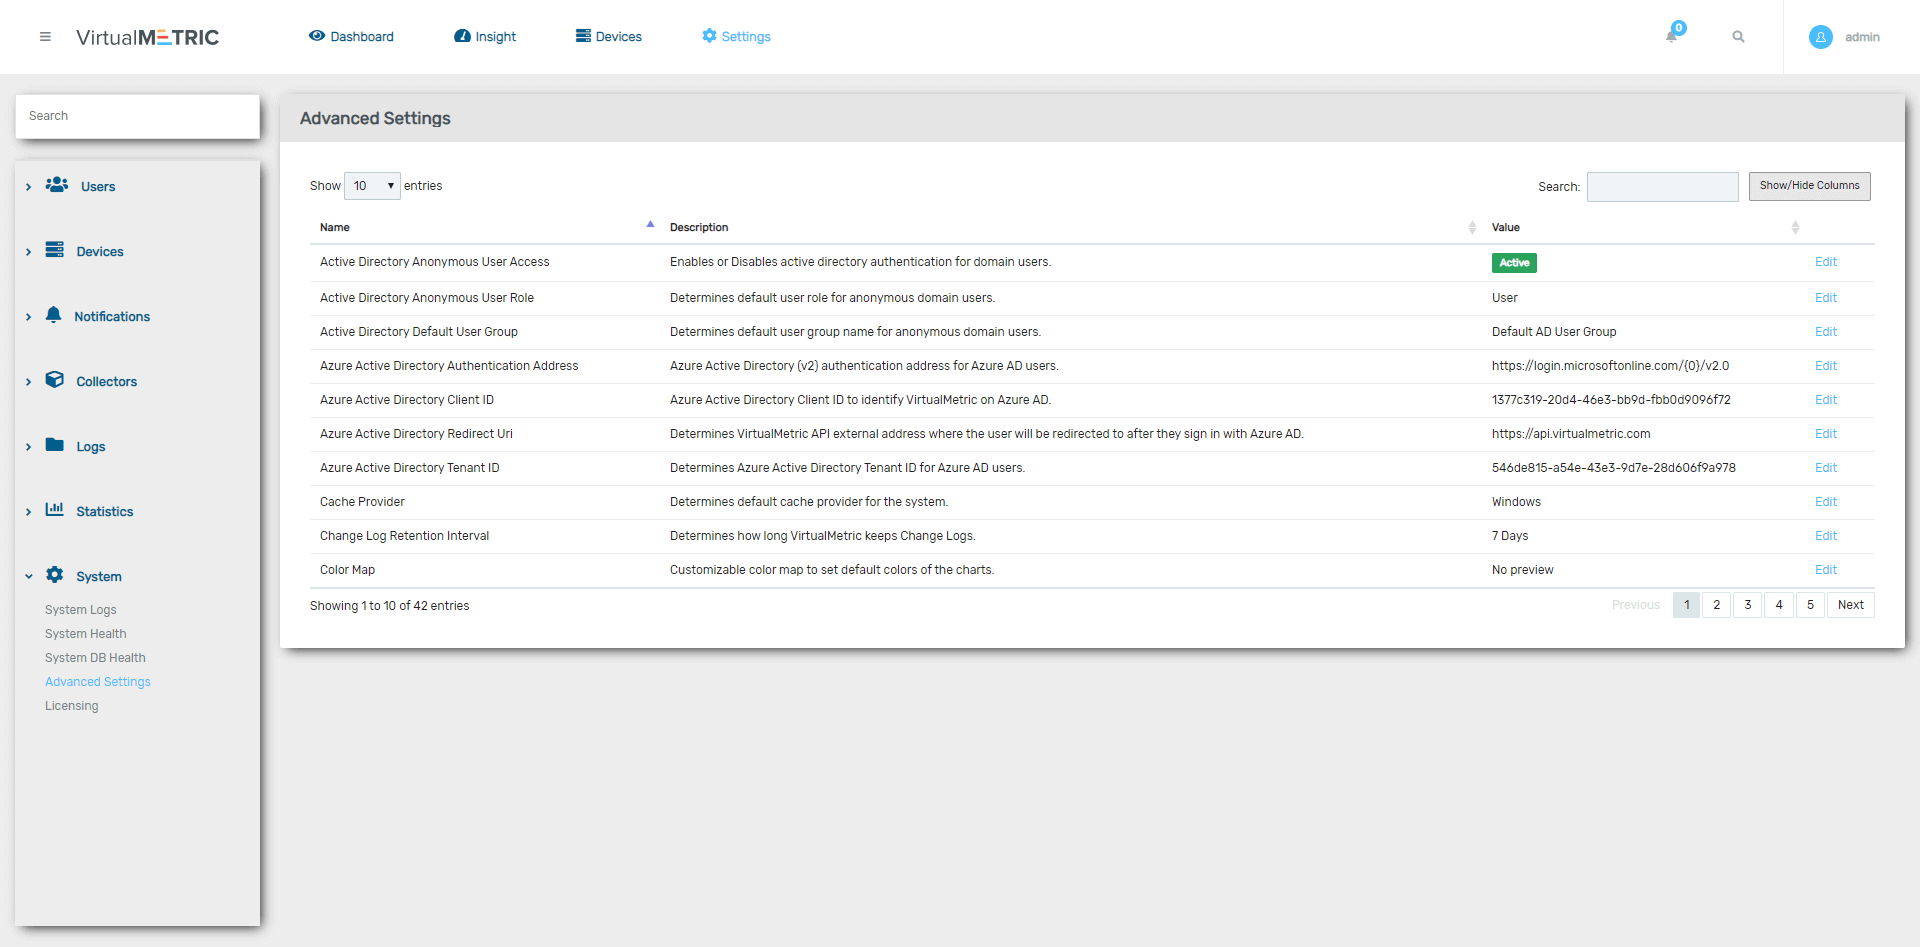 VirtualMETRIC Dashboard Insight Devices Settings 0 admin
Search
Users
Devices
Notifications
Collectors
Logs
Statistics
System
System Logs
System Health
System DB Health
Advanced Settings
Licensing
Advanced Settings
Show 10 entries Search: Show/Hide Columns
Name Description Value
Active Directory Anonymous User Access Enables or Disables active directory authentication for domain users. Active Edit
Active Directory Anonymous User Role Determines default user role for anonymous domain users. User Edit
Active Directory Default User Group Determines default user group name for anonymous domain users. Default AD User Group Edit
Azure Active Directory Authentication Address Azure Active Directory (v2) authentication address for Azure AD users. https://login.microsoftonline.com/{0}/v2.0 Edit
Azure Active Directory Client ID Azure Active Directory Client ID to identify VirtualMetric on Azure AD. 1377c319-20d4-46e3-bb9d-fbb0d9096f72 Edit
Azure Active Directory Redirect Uri Determines VirtualMetric API external address where the user will be redirected to after they sign in with Azure AD. https://api.virtualmetric.com Edit
Azure Active Directory Tenant ID Determines Azure Active Directory Tenant ID for Azure AD users. 546de815-a54e-43e3-9d7e-28d606f9a978 Edit
Cache Provider Determines default cache provider for the system. Windows Edit
Change Log Retention Interval Determines how long VirtualMetric keeps Change Logs. 7 Days Edit
Color Map Customizable color map to set default colors of the charts. No preview Edit
Showing 1 to 10 of 42 entries Previous 1 2 3 4 5 Next